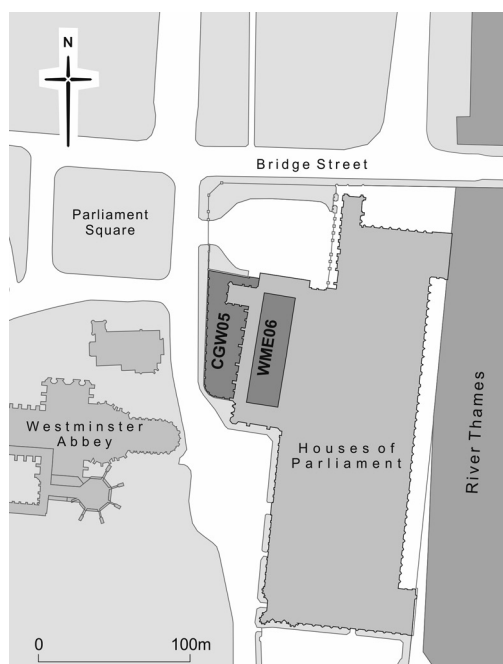 N
Bridge Street
Parliament
Square
CGW05
WME06
Westminster
Abbey
Houses of
Parliament
River Thames
0 100m